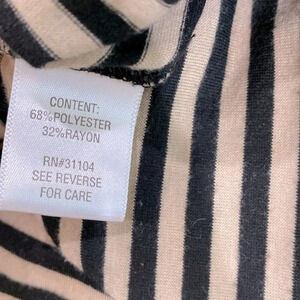 CONTENT:
68%POLYESTER
32%RAYON
RN#31104
SEE REVERSE
FOR CARE